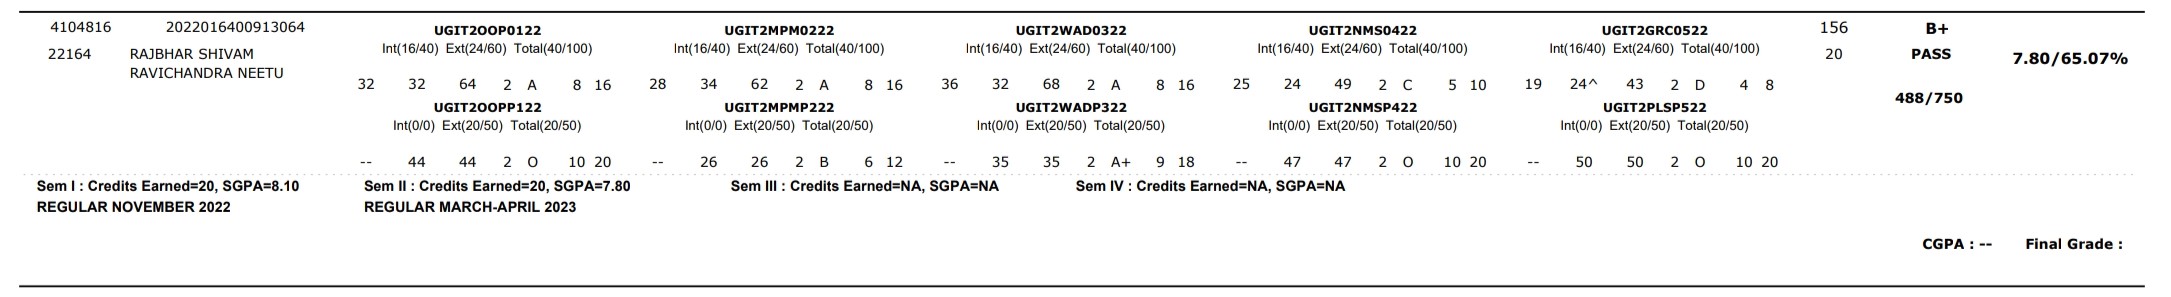 4104816 2022016400913064 UGIT2OOP0122 UGIT2MPM0222 UGIT2WAD0322 UGIT2NMS0422 UGIT2GRC0522 156 B+
Int(16/40) Ext(24/60) Total(40/100) Int(16/40) Ext(24/60) Total(40/100) Int(16/40) Ext(24/60) Total(40/100) Int(16/40) Ext(24/60) Total(40/100) Int(16/40) Ext(24/60) Total(40/100)
22164 RAJBHAR SHIVAM 20 PASS 7.80/65.07%
RAVICHANDRA NEETU
32 32 64 2 A 8 16 28 34 62 2 A 8 16 36 32 68 2 A 8 16 25 24 49 2 C 5 10 19 24^ 43 2 D 4 8
488/750
UGIT2OOPP122 UGIT2MPMP222 UGIT2WADP322 UGIT2NMSP422 UGIT2PLSP522
Int(0/0) Ext(20/50) Total(20/50) Int(0/0) Ext(20/50) Total(20/50) Int(0/0) Ext(20/50) Total(20/50) Int(0/0) Ext(20/50) Total(20/50) Int(0/0) Ext(20/50) Total(20/50)
-- 44 44 2 O 10 20 -- 26 26 2 B 6 12 -- 35 35 2 A+ 9 18 -- 47 47 2 O 10 20 -- 50 50 2 O 10 20
Sem I : Credits Earned=20, SGPA=8.10 Sem II : Credits Earned=20, SGPA=7.80 Sem III : Credits Earned=NA, SGPA=NA Sem IV : Credits Earned=NA, SGPA=NA
REGULAR NOVEMBER 2022 REGULAR MARCH-APRIL 2023
CGPA : -- Final Grade :